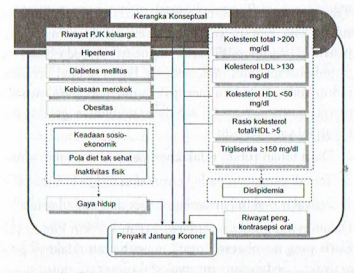 Kerangka Konseptual
Riwayat PJK keluarga
Hipertensi
Diabetes mellitus
Kebiasaan merokok
Obesitas
Keadaan sosio-
ekonomik
Pola diet tak sehat
Inaktivitas fisik
Gaya hidup
Kolesterol total >200
mg/dl
Kolesterol LDL >130
mg/dl
Kolesterol HDL <50
mg/dl
Rasio kolesterol
total/HDL >5
Trigliserida ≥150 mg/dl
Dislipidemia
Riwayat peng.
kontrasepsi oral
Penyakit Jantung Koroner